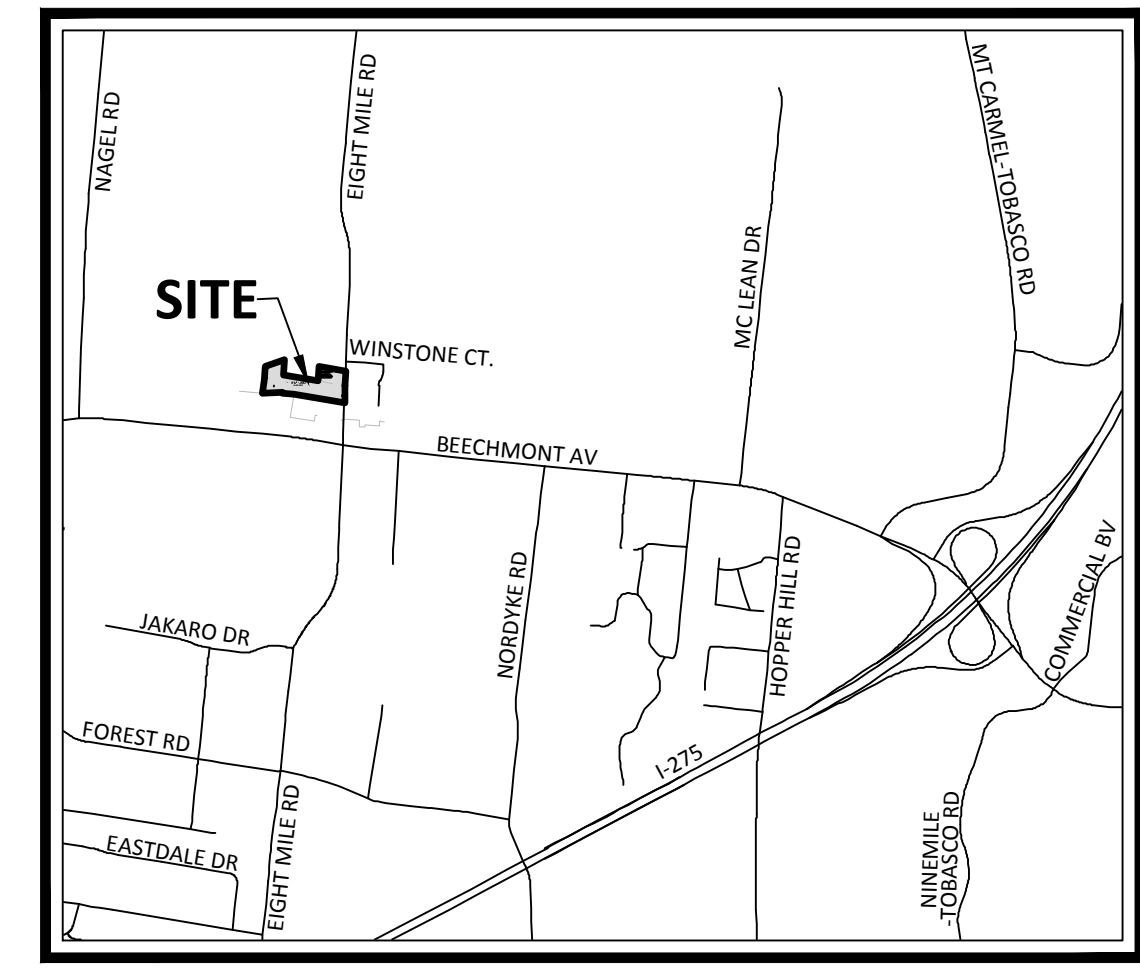 NAGEL RD
EIGHT MILE RD
MT CARMEL-TOBASCO RD
MC LEAN DR
SITE
WINSTONE CT.
BEECHMONT AV
NORDYKE RD
HOPPER HILL RD
COMMERCIAL BV
JAKARO DR
FOREST RD
I-275
EASTDALE DR
EIGHT MILE RD
NINEMILE
-TOBASCO RD